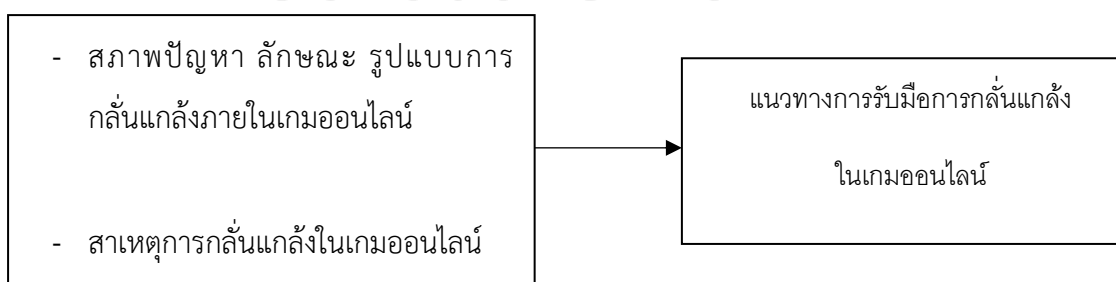 - สภาพปัญหา ลักษณะ รูปแบบการ
กลั่นแกล้งภายในเกมออนไลน์
- สาเหตุการกลั่นแกล้งในเกมออนไลน์
แนวทางการรับมือการกลั่นแกล้ง
ในเกมออนไลน์